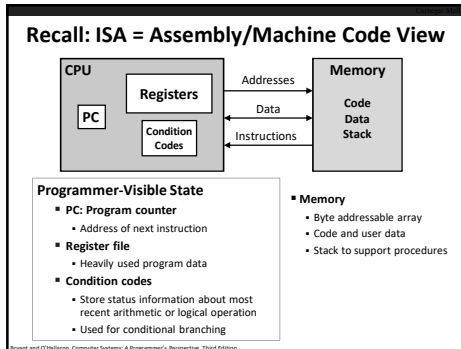 Carnegie Mellon
Recall: ISA = Assembly/Machine Code View
CPU
Registers
PC
Condition
Codes
Addresses
Data
Instructions
Memory
Code
Data
Stack
Programmer-Visible State
▪ PC: Program counter
▪ Address of next instruction
▪ Register file
▪ Heavily used program data
▪ Condition codes
▪ Store status information about most
recent arithmetic or logical operation
▪ Used for conditional branching
▪ Memory
▪ Byte addressable array
▪ Code and user data
▪ Stack to support procedures
Bryant and O'Hallaron, Computer Systems: A Programmer's Perspective, Third Edition